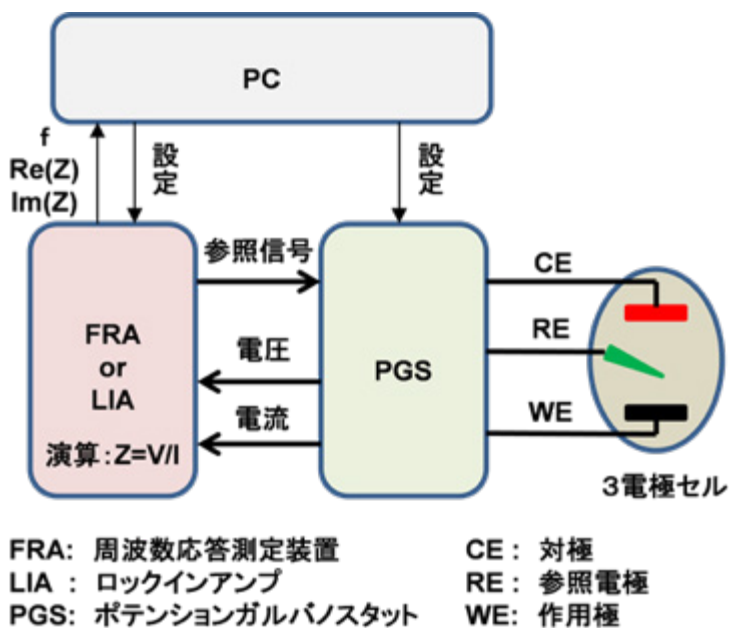 PC
f
Re(Z)
Im(Z)
設定
設定
参照信号
電圧
電流
FRA
or
LIA
演算:Z=V/I
PGS
CE
RE
WE
3電極セル
FRA: 周波数応答測定装置
LIA : ロックインアンプ
PGS: ポテンションガルバノスタット
CE : 対極
RE : 参照電極
WE: 作用極